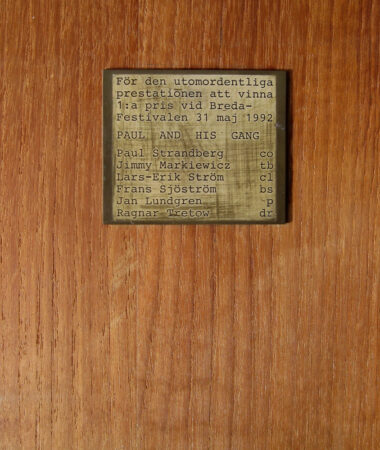 För den utomordentliga
prestationen att vinna
1:a pris vid Breda-
Festivalen 31 maj 1992
PAUL AND HIS GANG
Paul Strandberg co
Jimmy Markiewicz tb
Lars-Erik Ström cl
Frans Sjöström bs
Jan Lundgren p
Ragnar Tretow dr